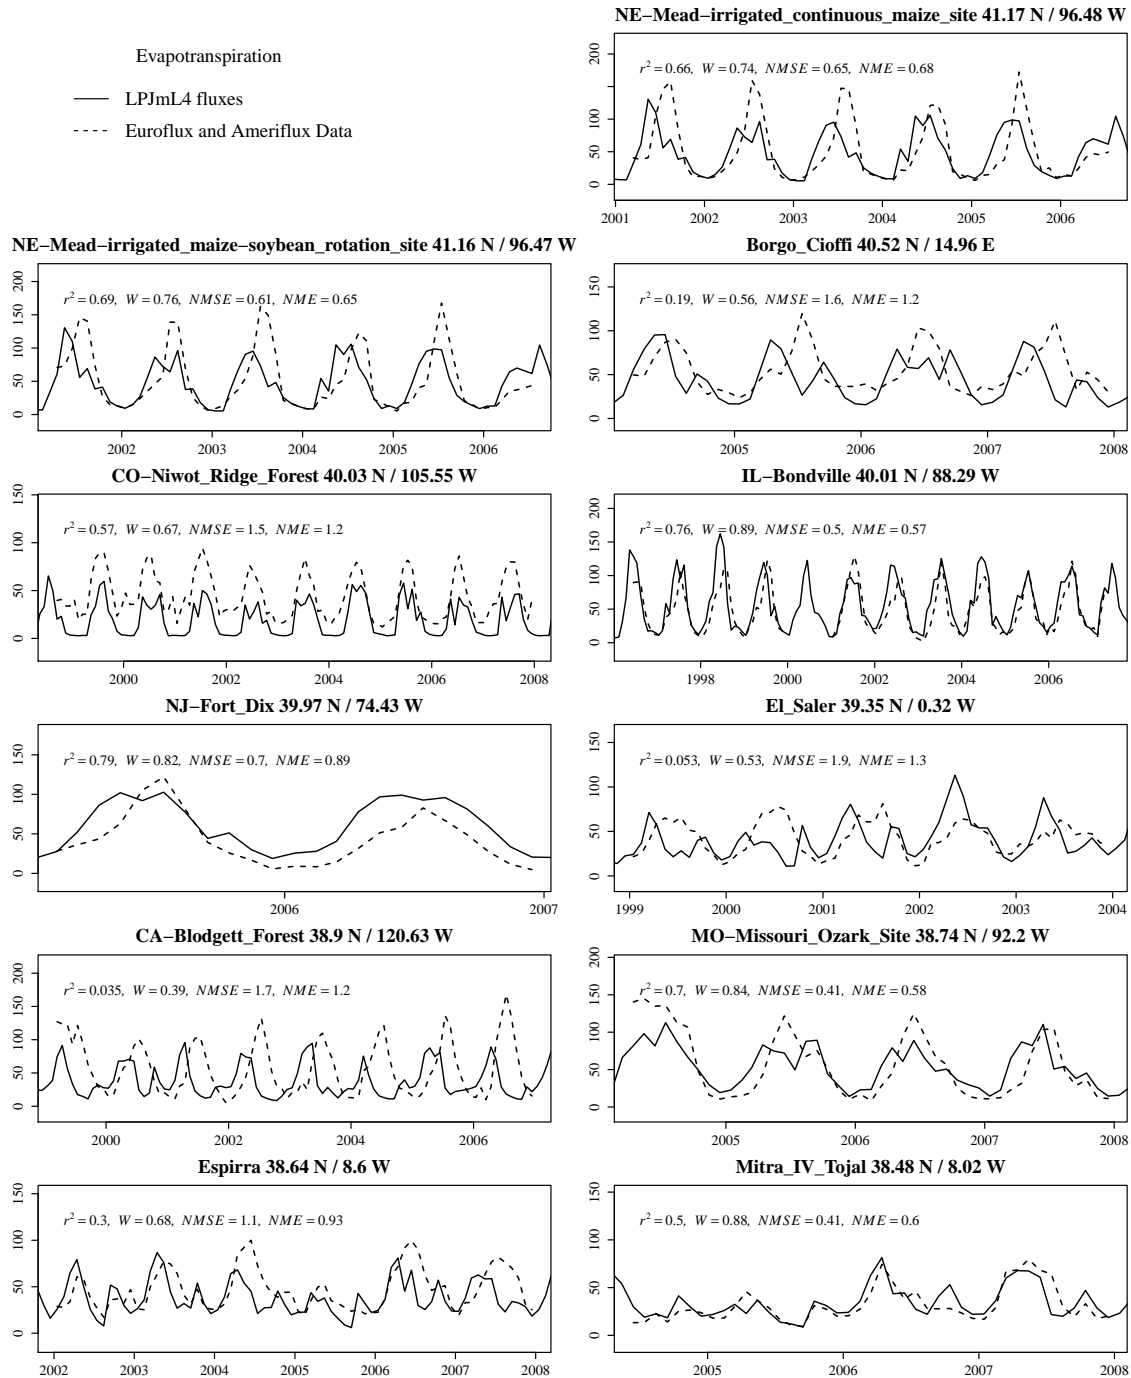 NE−Mead−irrigated_continuous_maize_site 41.17 N / 96.48 W
Evapotranspiration
LPJmL4 fluxes
Euroflux and Ameriflux Data
r² = 0.66, W = 0.74, NMSE = 0.65, NME = 0.68
0 50 100 150 200
2001 2002 2003 2004 2005 2006
NE−Mead−irrigated_maize−soybean_rotation_site 41.16 N / 96.47 W
r² = 0.69, W = 0.76, NMSE = 0.61, NME = 0.65
0 50 100 150 200
2002 2003 2004 2005 2006
Borgo_Cioffi 40.52 N / 14.96 E
r² = 0.19, W = 0.56, NMSE = 1.6, NME = 1.2
0 50 100 150
2005 2006 2007 2008
CO−Niwot_Ridge_Forest 40.03 N / 105.55 W
r² = 0.57, W = 0.67, NMSE = 1.5, NME = 1.2
0 50 100 150
2000 2002 2004 2006 2008
IL−Bondville 40.01 N / 88.29 W
r² = 0.76, W = 0.89, NMSE = 0.5, NME = 0.57
0 50 100 150 200
1998 2000 2002 2004 2006
NJ−Fort_Dix 39.97 N / 74.43 W
r² = 0.79, W = 0.82, NMSE = 0.7, NME = 0.89
0 50 100 150
2006 2007
El_Saler 39.35 N / 0.32 W
r² = 0.053, W = 0.53, NMSE = 1.9, NME = 1.3
0 50 100 150
1999 2000 2001 2002 2003 2004
CA−Blodgett_Forest 38.9 N / 120.63 W
r² = 0.035, W = 0.39, NMSE = 1.7, NME = 1.2
0 50 100 150 200
2000 2002 2004 2006
MO−Missouri_Ozark_Site 38.74 N / 92.2 W
r² = 0.7, W = 0.84, NMSE = 0.41, NME = 0.58
0 50 100 150 200
2005 2006 2007 2008
Espirra 38.64 N / 8.6 W
r² = 0.3, W = 0.68, NMSE = 1.1, NME = 0.93
0 50 100 150
2002 2003 2004 2005 2006 2007 2008
Mitra_IV_Tojal 38.48 N / 8.02 W
r² = 0.5, W = 0.88, NMSE = 0.41, NME = 0.6
0 50 100 150
2005 2006 2007 2008